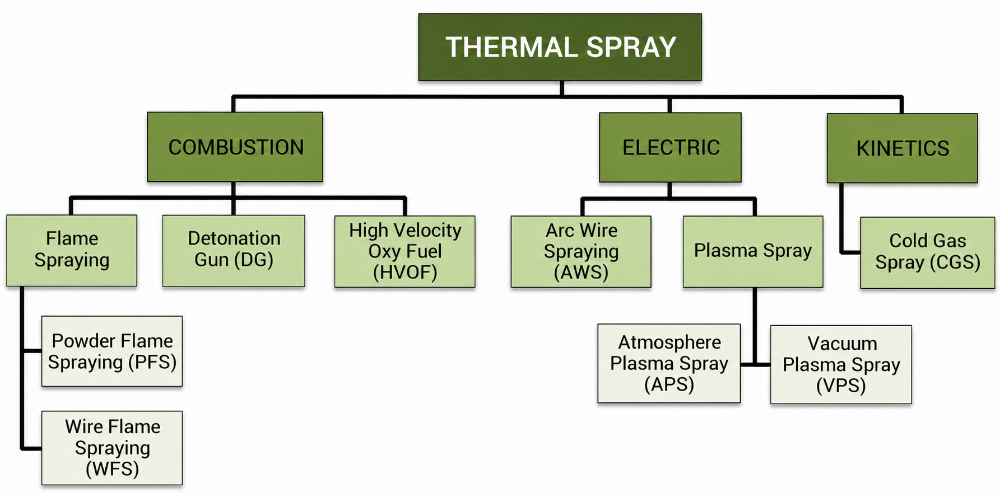 THERMAL SPRAY
COMBUSTION
ELECTRIC
KINETICS
Flame
Spraying
Detonation
Gun (DG)
High Velocity
Oxy Fuel
(HVOF)
Arc Wire
Spraying
(AWS)
Plasma Spray
Cold Gas
Spray (CGS)
Powder Flame
Spraying (PFS)
Atmosphere
Plasma Spray
(APS)
Vacuum
Plasma Spray
(VPS)
Wire Flame
Spraying
(WFS)